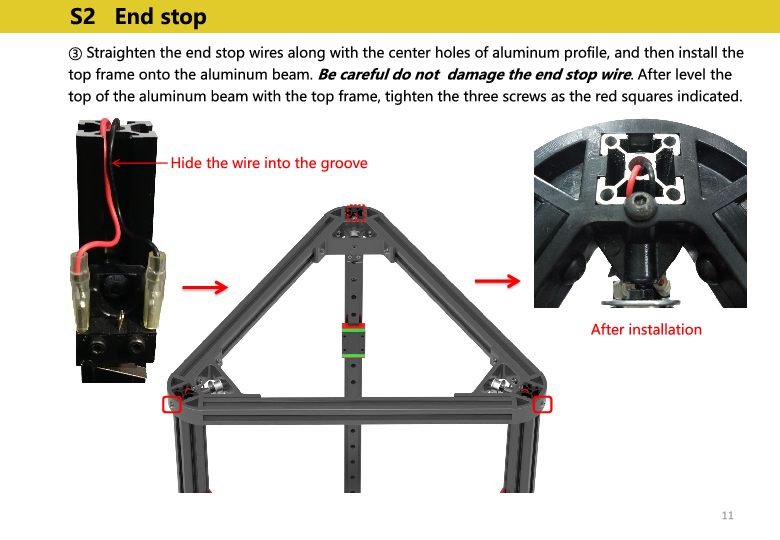 S2 End stop
③ Straighten the end stop wires along with the center holes of aluminum profile, and then install the
top frame onto the aluminum beam. Be careful do not damage the end stop wire. After level the
top of the aluminum beam with the top frame, tighten the three screws as the red squares indicated.
Hide the wire into the groove
After installation
11